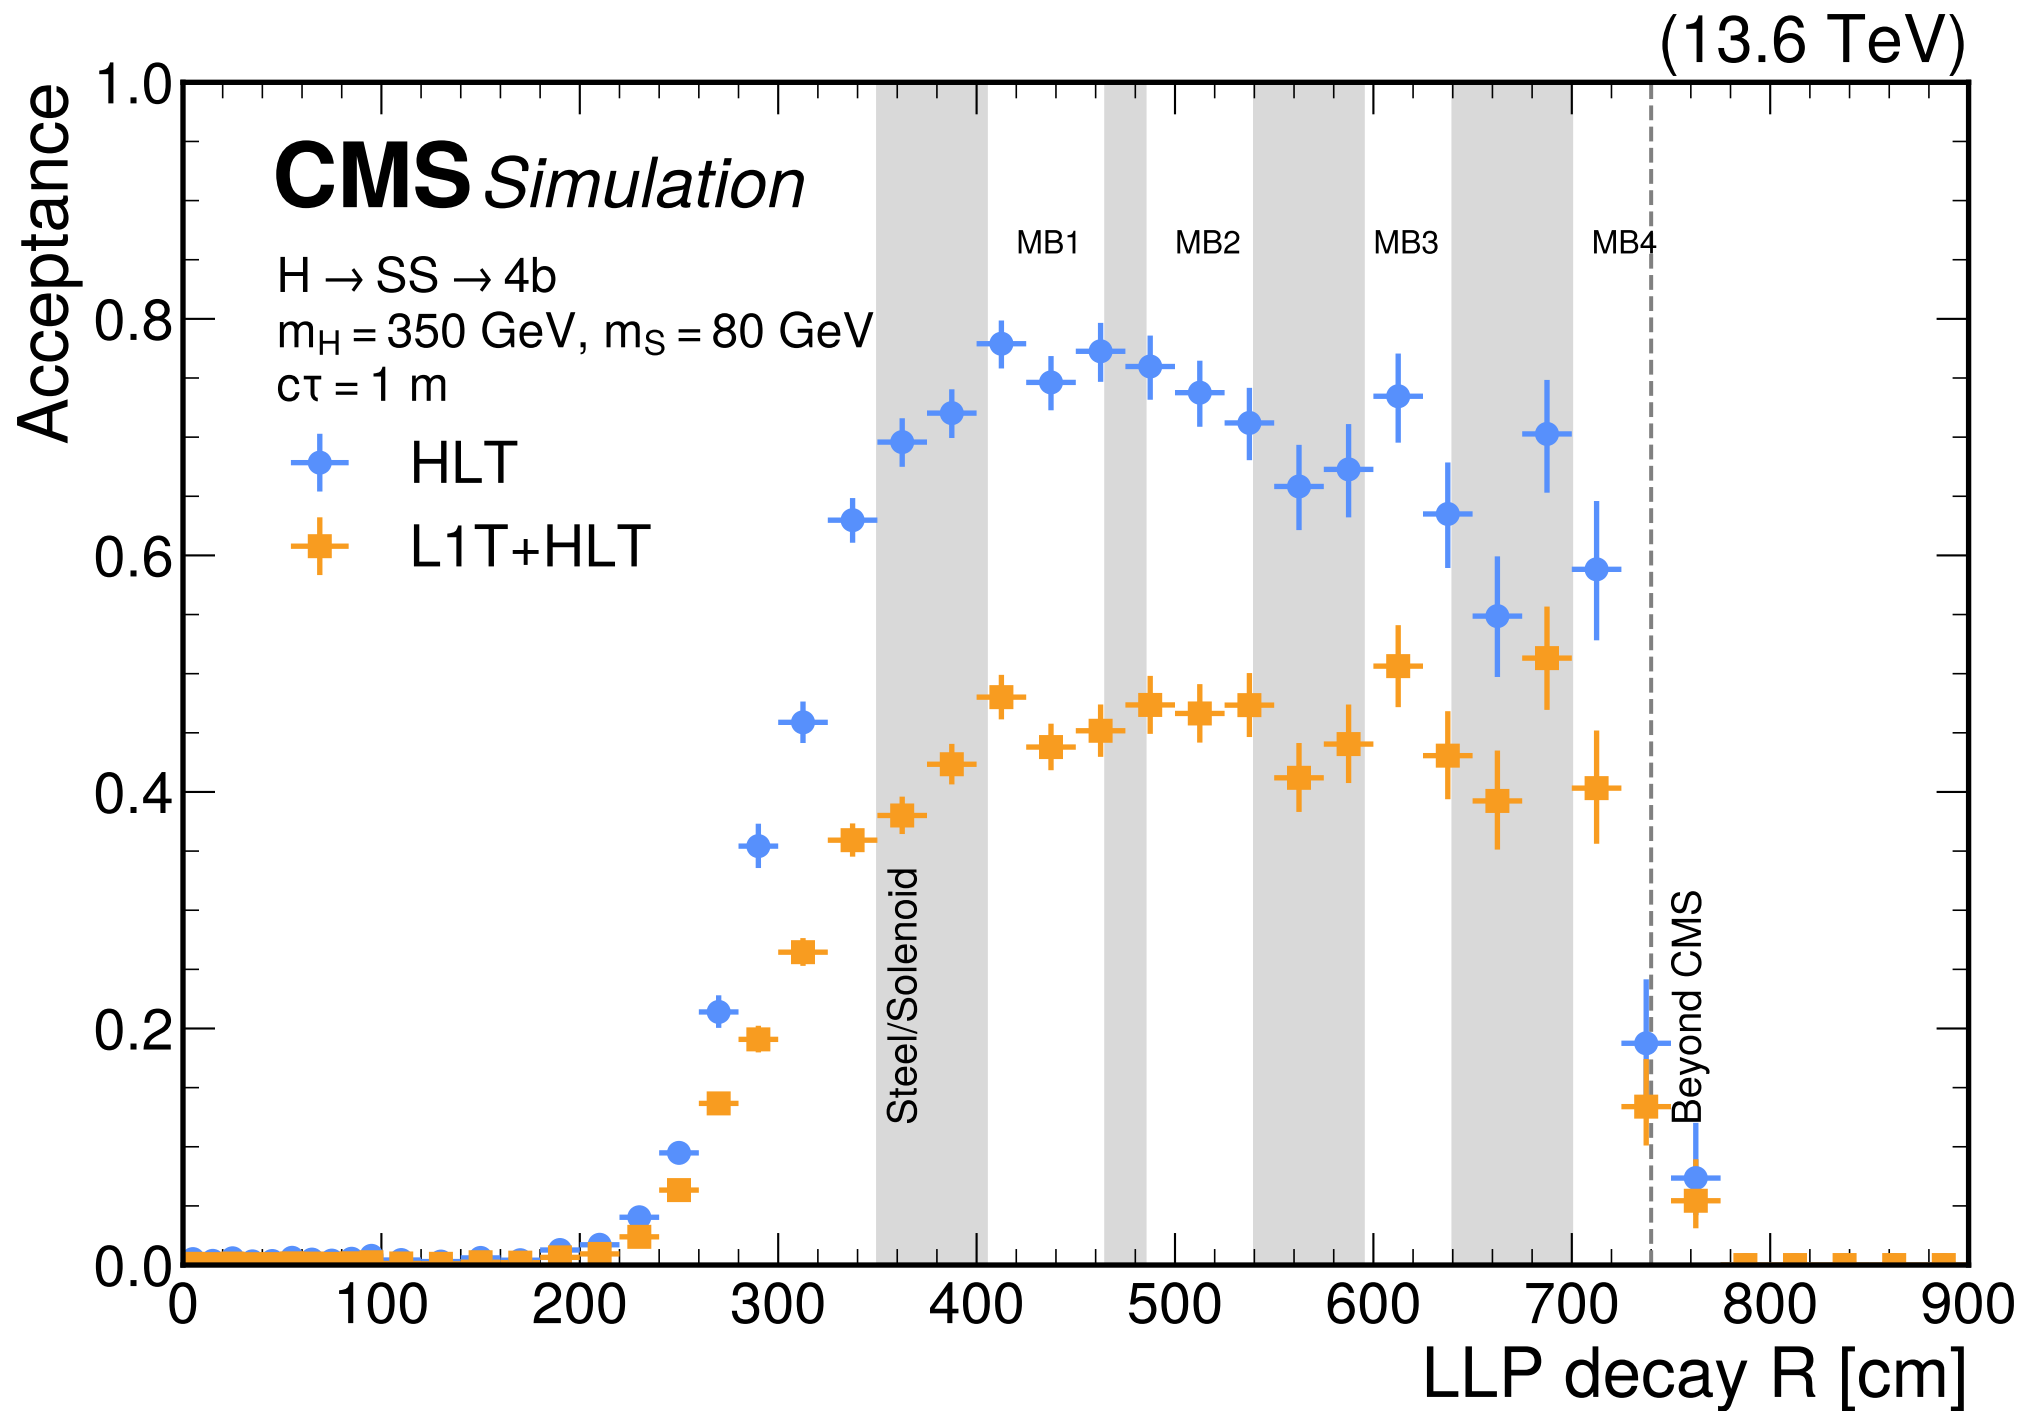 (13.6 TeV)
Acceptance
1.0
0.8
0.6
0.4
0.2
0.0
CMS Simulation
H → SS → 4b
m_H = 350 GeV, m_S = 80 GeV
cτ = 1 m
HLT
L1T+HLT
MB1 MB2 MB3 MB4
Steel/Solenoid
Beyond CMS
0 100 200 300 400 500 600 700 800 900
LLP decay R [cm]